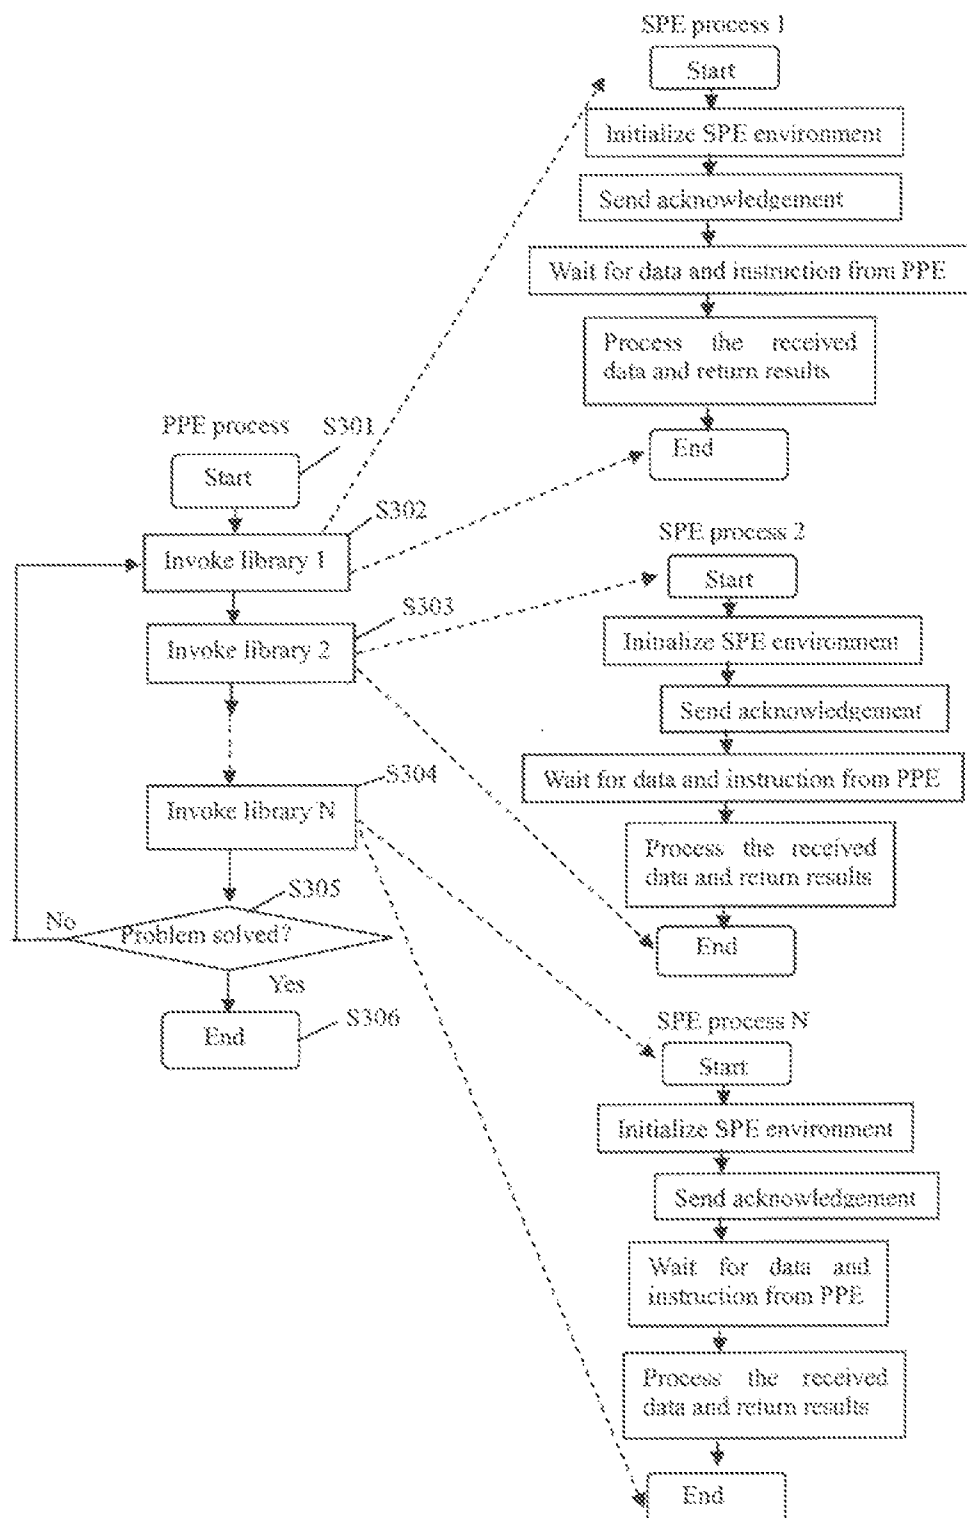 SPE process 1
Start
Initialize SPE environment
Send acknowledgement
Wait for data and instruction from PPE
Process the received
data and return results
End
PPE process
S301
Start
S302
Invoke library 1
S303
Invoke library 2
S304
Invoke library N
S305
Problem solved?
No
Yes
End
S306
SPE process 2
Start
Initialize SPE environment
Send acknowledgement
Wait for data and instruction from PPE
Process the received
data and return results
End
SPE process N
Start
Initialize SPE environment
Send acknowledgement
Wait for data and
instruction from PPE
Process the received
data and return results
End